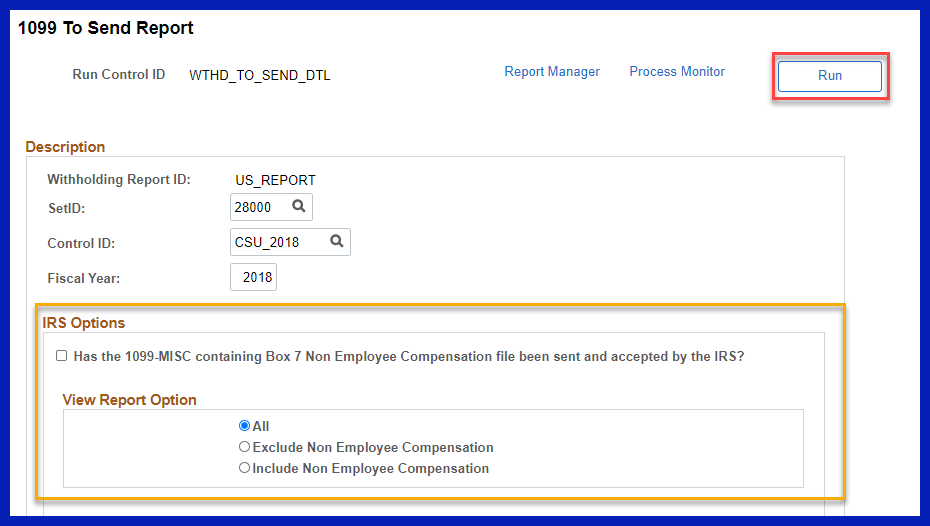 1099 To Send Report
Run Control ID WTHD_TO_SEND_DTL Report Manager Process Monitor Run
Description
Withholding Report ID: US_REPORT
SetID: 28000
Control ID: CSU_2018
Fiscal Year: 2018
IRS Options
Has the 1099-MISC containing Box 7 Non Employee Compensation file been sent and accepted by the IRS?
View Report Option
All
Exclude Non Employee Compensation
Include Non Employee Compensation